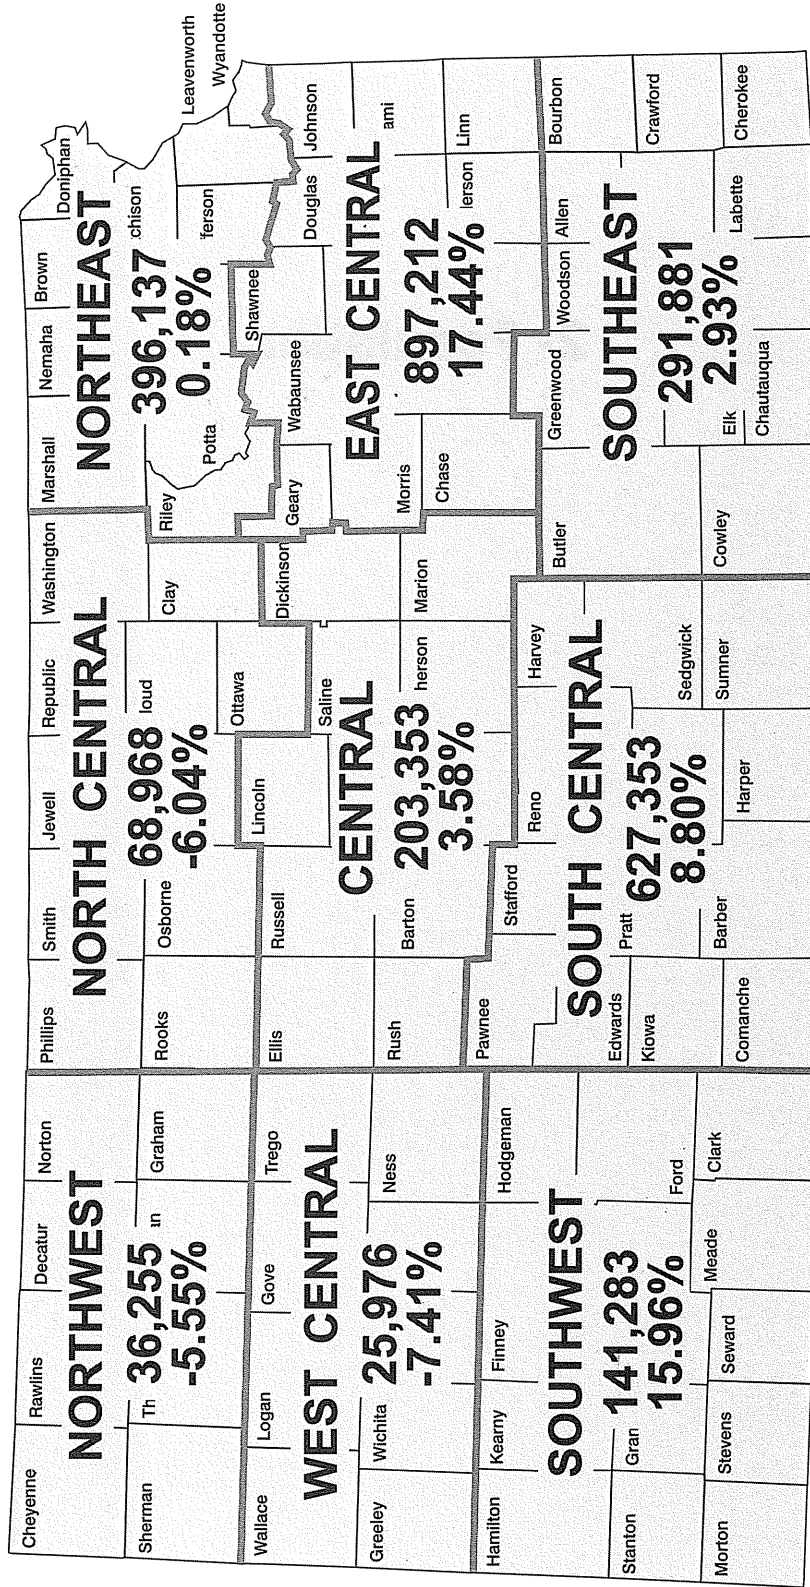 Cheyenne
Rawlins
Decatur
Norton
Phillips
Smith
Jewell
Republic
Washington
Marshall
Nemaha
Brown
Doniphan
NORTHWEST
NORTH CENTRAL
NORTHEAST
Sherman
Th
36,255
an
-5.55%
Graham
Rooks
Osborne
68,968
-6.04%
loud
Clay
Riley
Potta
396,137
0.18%
chison
ferson
Leavenworth
Wyandotte
Ottawa
Wallace
Logan
Gove
Trego
Ellis
Russell
Lincoln
Saline
Dickinson
Geary
Wabaunsee
Shawnee
Douglas
Johnson
WEST CENTRAL
CENTRAL
EAST CENTRAL
Greeley
Wichita
25,976
-7.41%
Ness
Rush
Barton
203,353
3.58%
herson
Marion
Morris
Chase
897,212
17.44%
ami
lerson
Linn
Hamilton
Kearny
Finney
Hodgeman
Pawnee
Stafford
Reno
Harvey
Butler
Greenwood
Woodson
Allen
Bourbon
SOUTHWEST
SOUTH CENTRAL
SOUTHEAST
Stanton
Gran
141,283
15.96%
Ford
Edwards
Kiowa
Pratt
627,353
8.80%
Sedgwick
291,881
2.93%
Crawford
Morton
Stevens
Seward
Meade
Clark
Comanche
Barber
Harper
Sumner
Cowley
Elk
Chautauqua
Labette
Cherokee